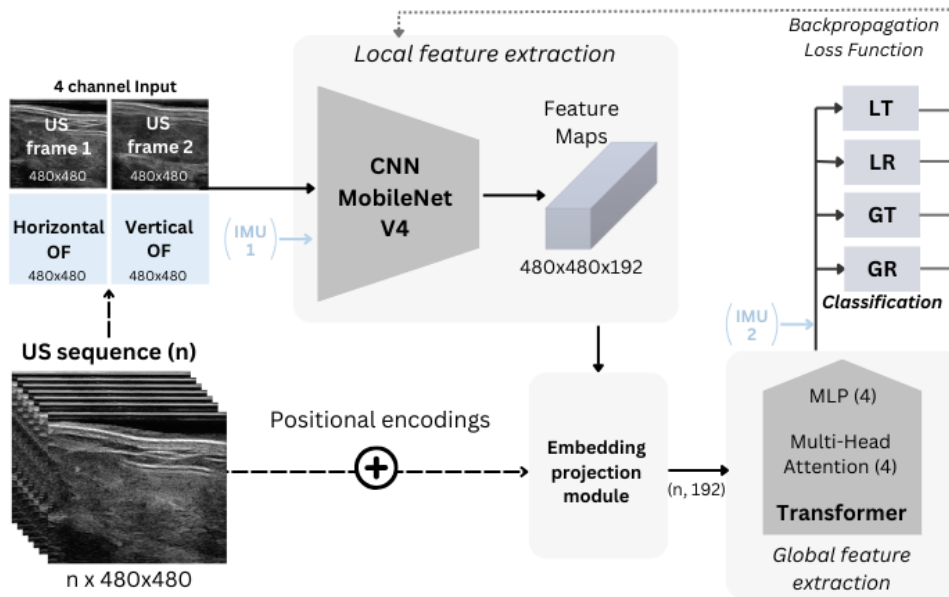 Backpropagation
Loss Function
Local feature extraction
4 channel Input
US
frame 1
480x480
US
frame 2
480x480
Horizontal
OF
480x480
Vertical
OF
480x480
(IMU
1)
CNN
MobileNet
V4
Feature
Maps
480x480x192
LT
LR
GT
GR
Classification
(IMU
2)
US sequence (n)
n x 480x480
Positional encodings
+
Embedding
projection
module
(n, 192)
MLP (4)
Multi-Head
Attention (4)
Transformer
Global feature
extraction